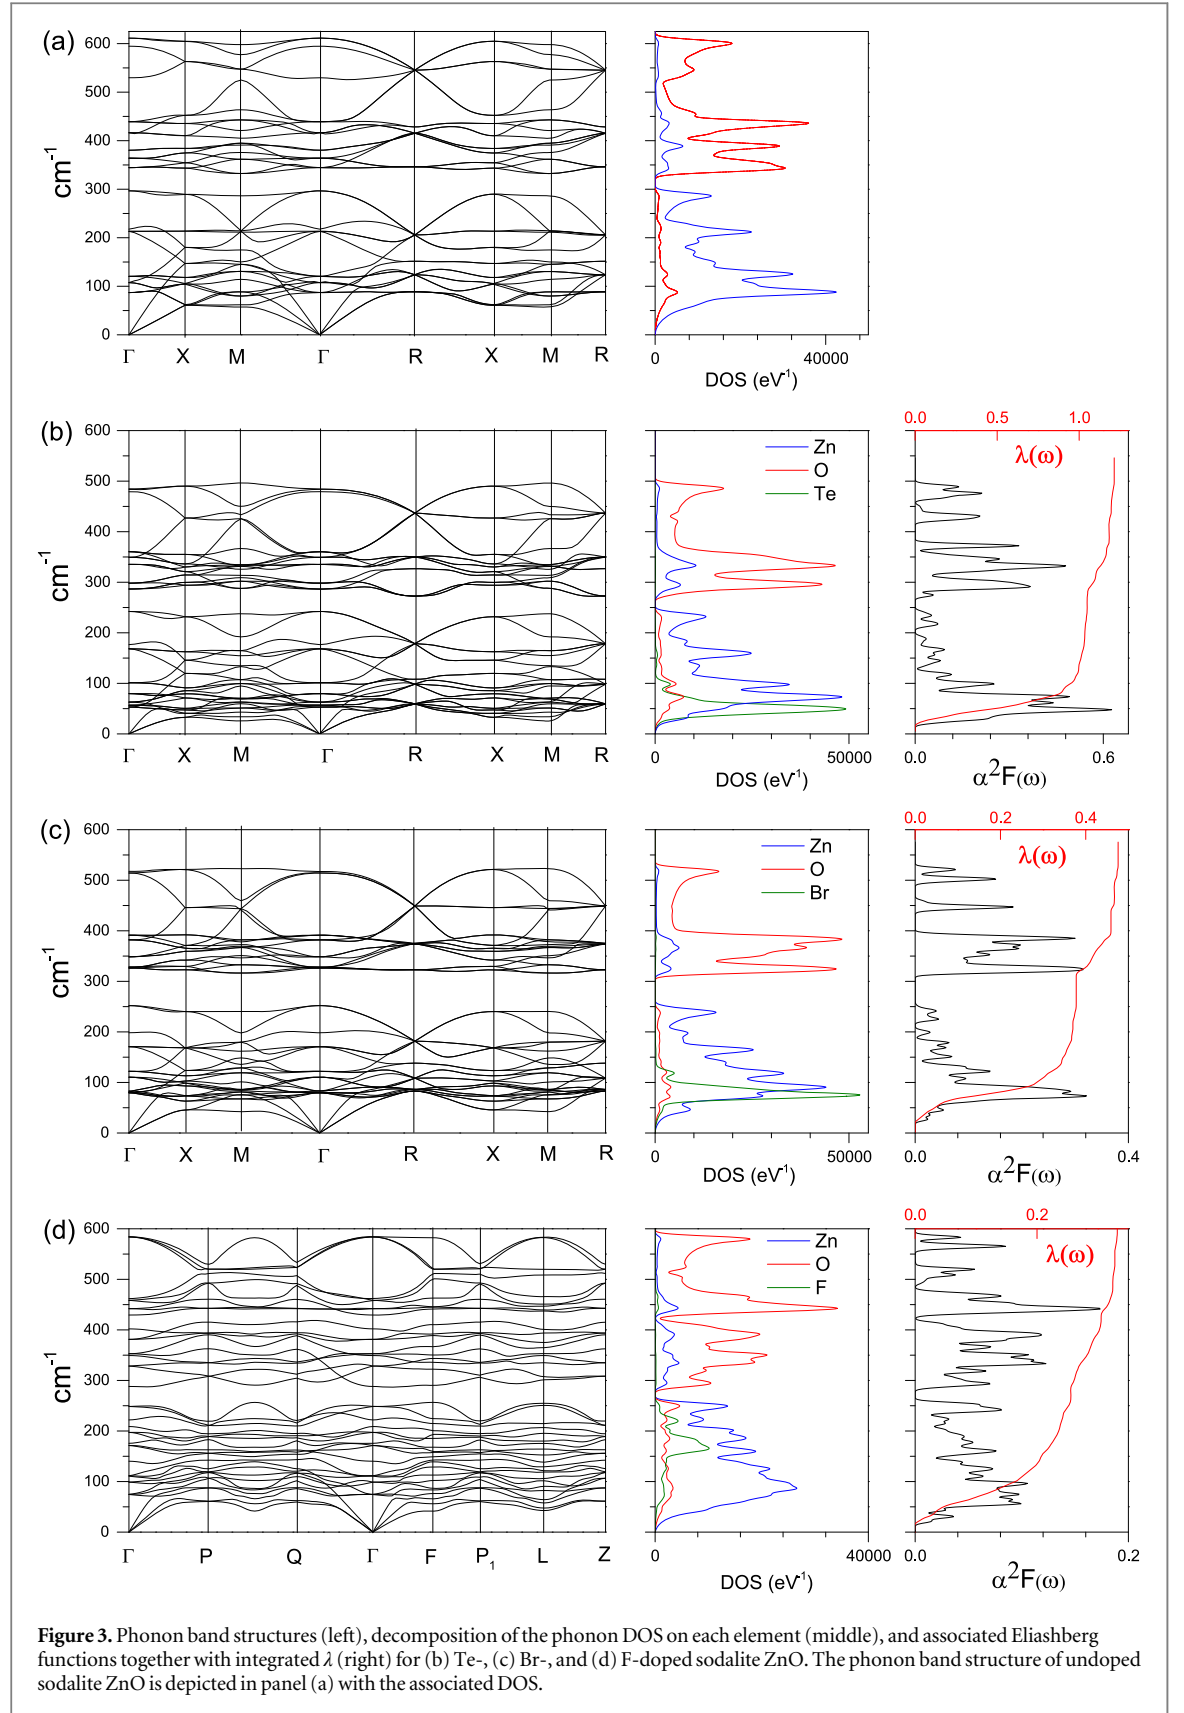 (a)
600
500
400
300
200
100
0
cm-1
Γ X M Γ R X M R
0 40000
DOS (eV-1)
(b)
600
500
400
300
200
100
0
cm-1
Γ X M Γ R X M R
Zn
O
Te
0 50000
DOS (eV-1)
0.0 0.5 1.0
λ(ω)
0.0 0.6
α2F(ω)
(c)
600
500
400
300
200
100
0
cm-1
Γ X M Γ R X M R
Zn
O
Br
0 50000
DOS (eV-1)
0.0 0.2 0.4
λ(ω)
0.0 0.4
α2F(ω)
(d)
600
500
400
300
200
100
0
cm-1
Γ P Q Γ F P1 L Z
Zn
O
F
0 40000
DOS (eV-1)
0.0 0.2
λ(ω)
0.0 0.2
α2F(ω)
Figure 3. Phonon band structures (left), decomposition of the phonon DOS on each element (middle), and associated Eliashberg
functions together with integrated λ (right) for (b) Te-, (c) Br-, and (d) F-doped sodalite ZnO. The phonon band structure of undoped
sodalite ZnO is depicted in panel (a) with the associated DOS.